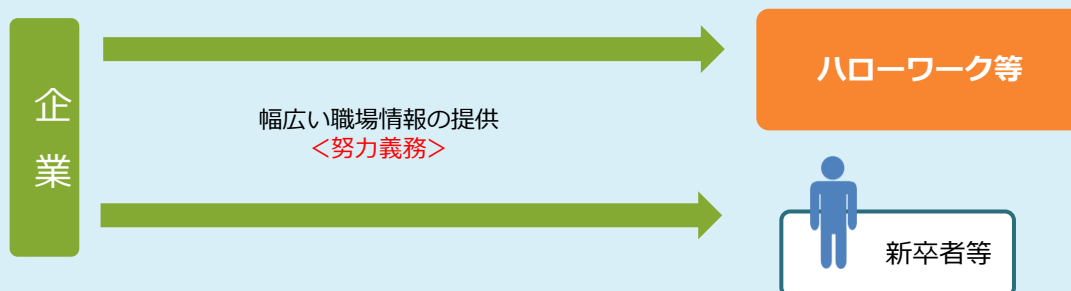 企業
ハローワーク等
幅広い職場情報の提供
＜努力義務＞
新卒者等